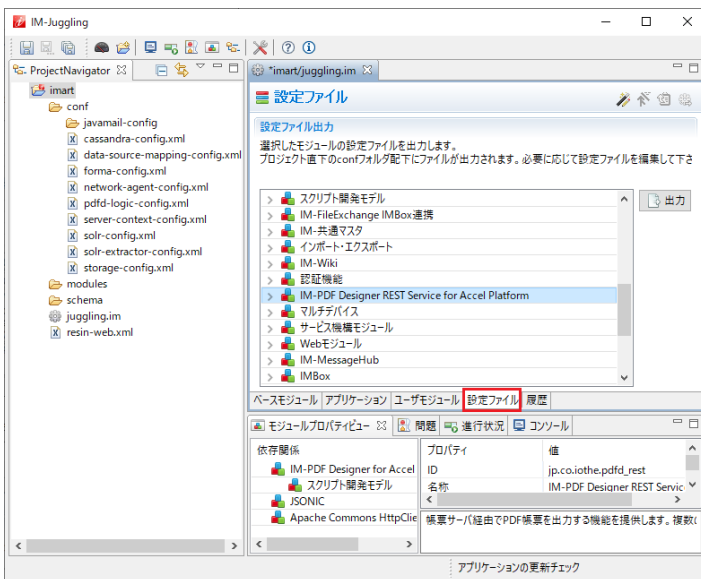 IM-Juggling
ProjectNavigator
imart
conf
javamail-config
cassandra-config.xml
data-source-mapping-config.xml
forma-config.xml
network-agent-config.xml
pdfd-logic-config.xml
server-context-config.xml
solr-config.xml
solr-extractor-config.xml
storage-config.xml
modules
schema
juggling.im
resin-web.xml
*imart/juggling.im
設定ファイル
設定ファイル出力
選択したモジュールの設定ファイルを出力します。
プロジェクト直下のconfフォルダ配下にファイルが出力されます。必要に応じて設定ファイルを編集して下さ
スクリプト開発モデル
IM-FileExchange IMBox連携
IM-共通マスタ
インポート・エクスポート
IM-Wiki
認証機能
IM-PDF Designer REST Service for Accel Platform
マルチデバイス
サービス機構モジュール
Webモジュール
IM-MessageHub
IMBox
出力
ベースモジュール アプリケーション ユーザモジュール 設定ファイル 履歴
モジュールプロパティビュー 問題 進行状況 コンソール
依存関係
IM-PDF Designer for Accel
スクリプト開発モデル
JSONIC
Apache Commons HttpClie
プロパティ 値
ID jp.co.iothe.pdfd_rest
名称 IM-PDF Designer REST Servic
帳票サーバ経由でPDF帳票を出力する機能を提供します。複数
アプリケーションの更新チェック